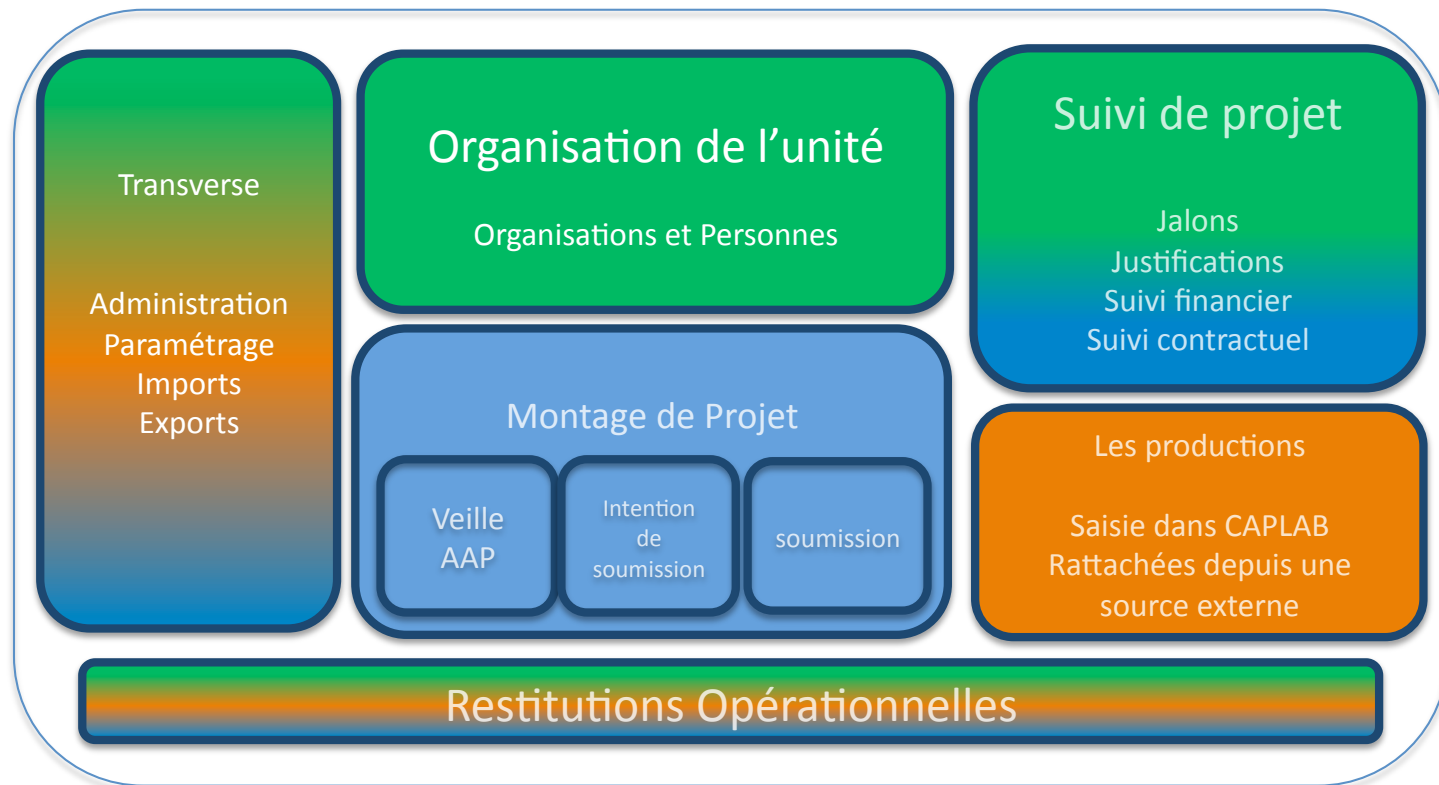 Transverse
Administration
Paramétrage
Imports
Exports
Organisation de l’unité
Organisations et Personnes
Montage de Projet
Veille
AAP
Intention
de
soumission
soumission
Suivi de projet
Jalons
Justifications
Suivi financier
Suivi contractuel
Les productions
Saisie dans CAPLAB
Rattachées depuis une
source externe
Restitutions Opérationnelles